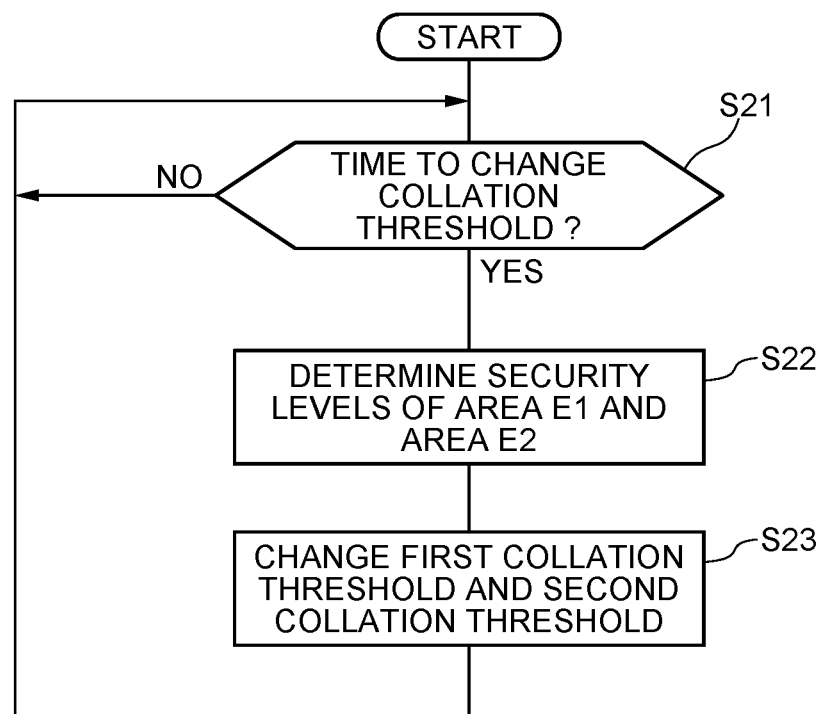 START
S21
TIME TO CHANGE
COLLATION
THRESHOLD ?
NO
YES
S22
DETERMINE SECURITY
LEVELS OF AREA E1 AND
AREA E2
S23
CHANGE FIRST COLLATION
THRESHOLD AND SECOND
COLLATION THRESHOLD